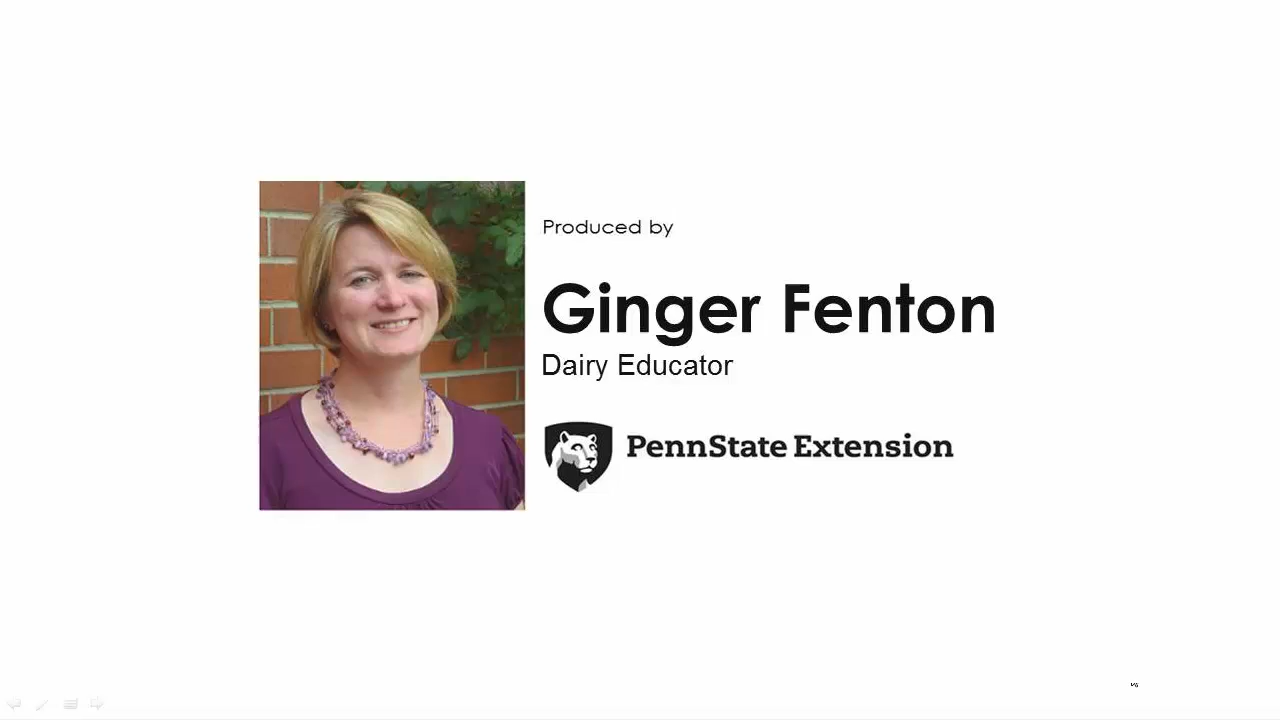 Produced by
Ginger Fenton
Dairy Educator
PennState Extension